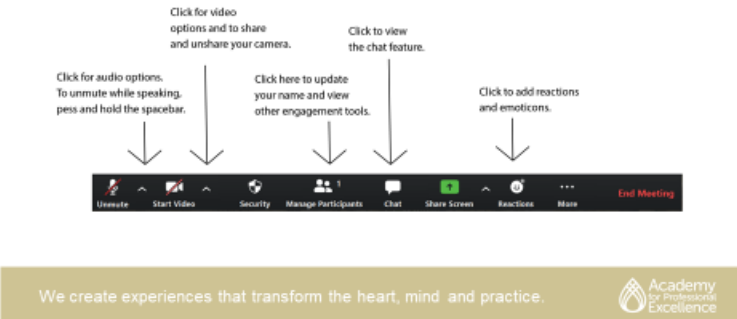 Click for video
options and to share
and unshare your camera.
Click to view
the chat feature.
Click for audio options.
To unmute while speaking,
pess and hold the spacebar.
Click here to update
your name and view
other engagement tools.
Click to add reactions
and emoticons.
Unmute
Start Video
Security
1
Manage Participants
Chat
Share Screen
Reactions
More
End Meeting
We create experiences that transform the heart, mind and practice.
Academy
for Professional
Excellence